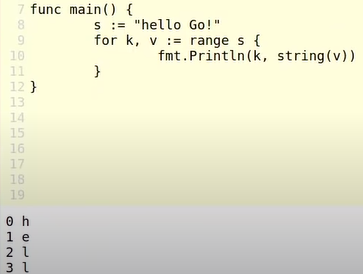 7 func main() {
8 s := "hello Go!"
9 for k, v := range s {
10 fmt.Println(k, string(v))
11 }
12 }
13
14
15
16
17
18
19
0 h
1 e
2 l
3 l